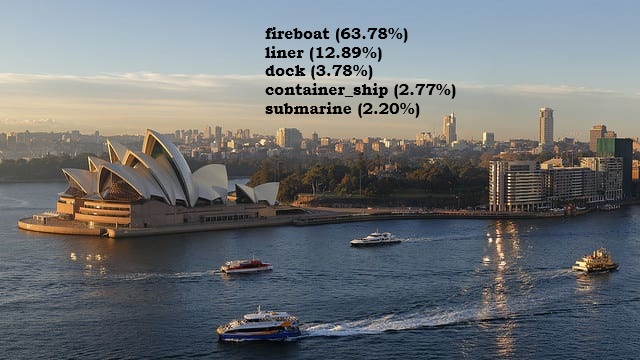 fireboat (63.78%)
liner (12.89%)
dock (3.78%)
container_ship (2.77%)
submarine (2.20%)